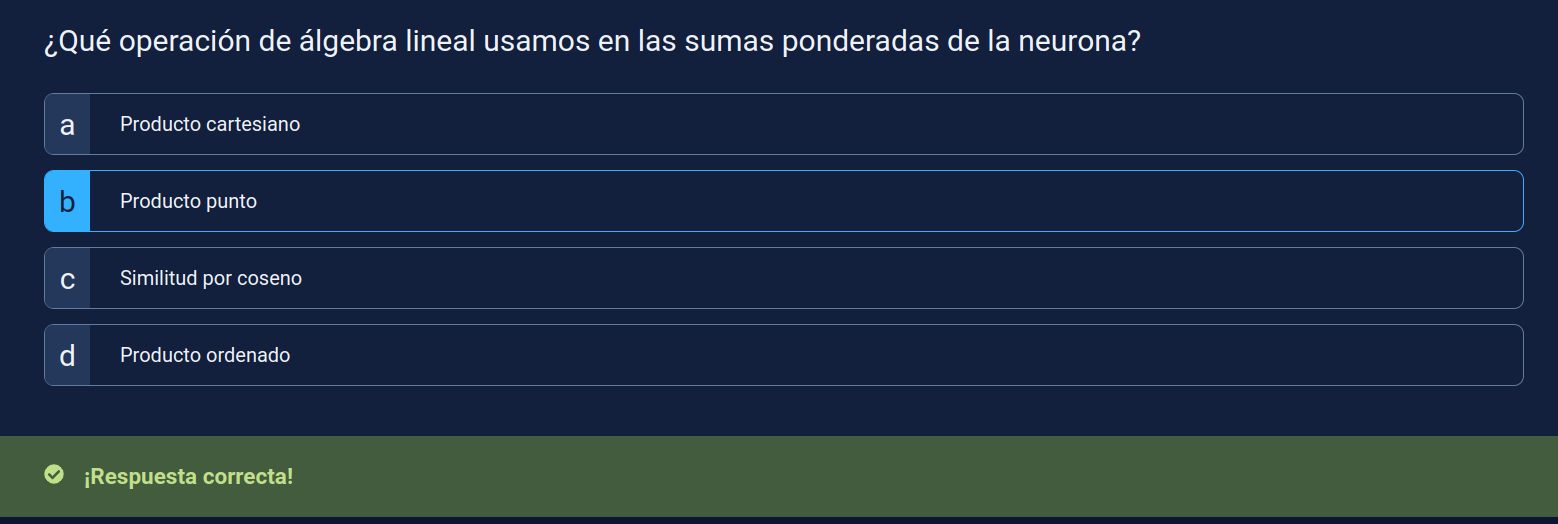 ¿Qué operación de álgebra lineal usamos en las sumas ponderadas de la neurona?
a Producto cartesiano
b Producto punto
c Similitud por coseno
d Producto ordenado
¡Respuesta correcta!